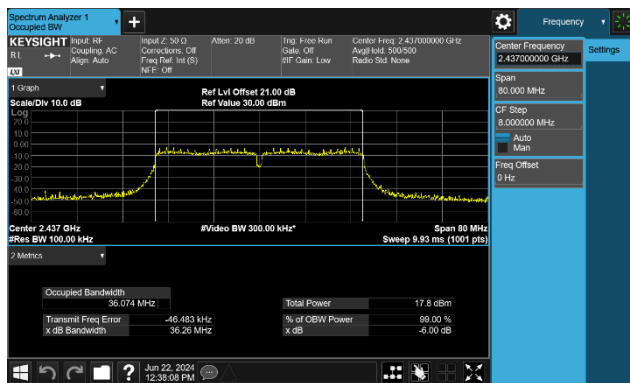 Spectrum Analyzer 1
Occupied BW
+
Frequency
KEYSIGHT
RL
LXI
Input: RF
Coupling: AC
Align: Auto
Input Z: 50 Ω
Corrections: Off
Freq Ref: Int (S)
NFE: Off
Atten: 20 dB
Trig: Free Run
Gate: Off
#IF Gain: Low
Center Freq: 2.437000000 GHz
Avg|Hold: 500/500
Radio Std: None
Center Frequency
2.437000000 GHz
Settings
Span
80.000 MHz
CF Step
8.000000 MHz
Auto
Man
Freq Offset
0 Hz
1 Graph
Scale/Div 10.0 dB
Ref Lvl Offset 21.00 dB
Ref Value 30.00 dBm
Log
20.0
10.0
0.00
-10.0
-20.0
-30.0
-40.0
-50.0
-60.0
Center 2.437 GHz
#Res BW 100.00 kHz
#Video BW 300.00 kHz*
Span 80 MHz
Sweep 9.93 ms (1001 pts)
2 Metrics
Occupied Bandwidth
36.074 MHz
Total Power 17.8 dBm
Transmit Freq Error -46.483 kHz
% of OBW Power 99.00 %
x dB Bandwidth 36.26 MHz
x dB -6.00 dB
?
Jun 22, 2024
12:38:08 PM